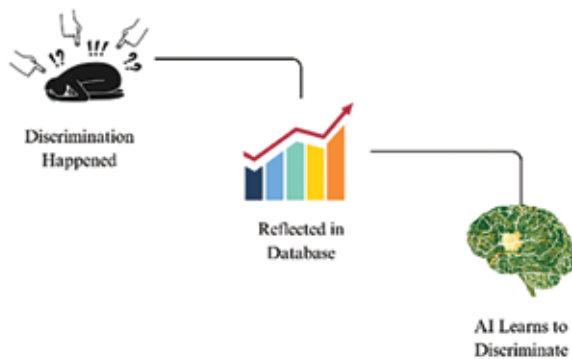 !? !!! ??
Discrimination
Happened
Reflected in
Database
AI Learns to
Discriminate